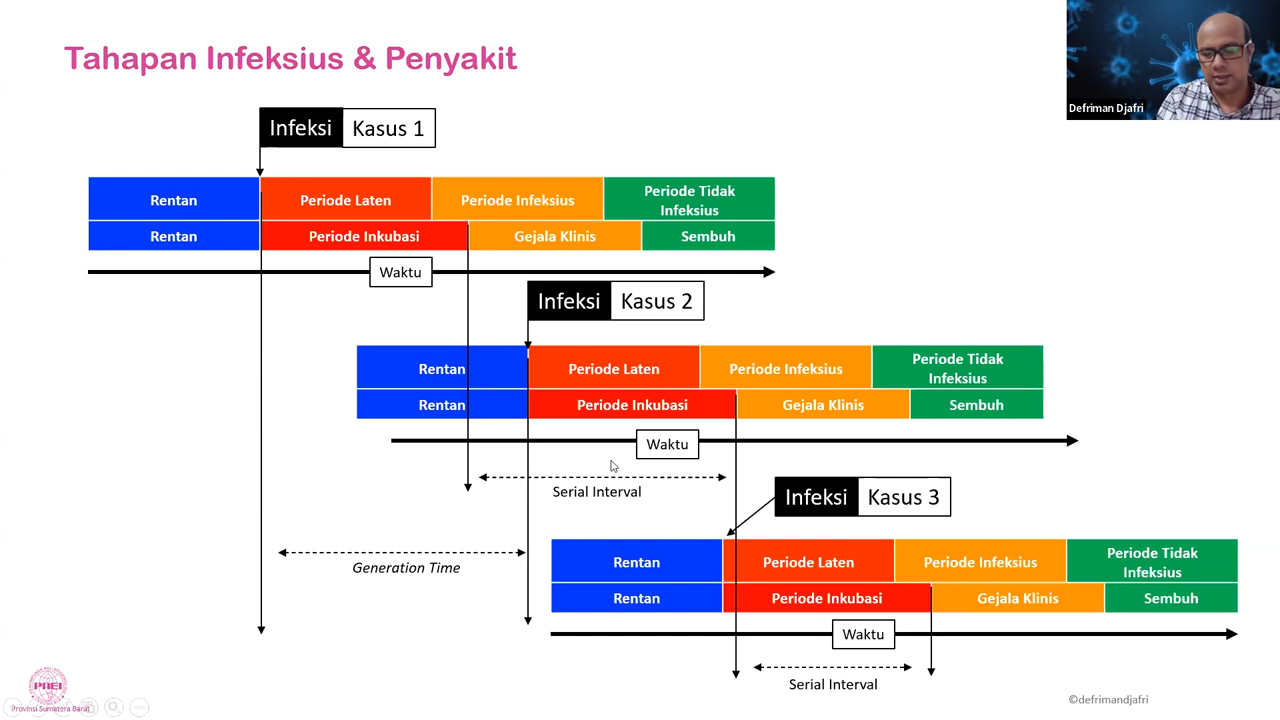 Tahapan Infeksius & Penyakit
Defriman Djafri
Infeksi Kasus 1
Rentan Periode Laten Periode Infeksius Periode Tidak
Infeksius
Rentan Periode Inkubasi Gejala Klinis Sembuh
Waktu
Infeksi Kasus 2
Rentan Periode Laten Periode Infeksius Periode Tidak
Infeksius
Rentan Periode Inkubasi Gejala Klinis Sembuh
Waktu
Serial Interval
Infeksi Kasus 3
Generation Time
Rentan Periode Laten Periode Infeksius Periode Tidak
Infeksius
Rentan Periode Inkubasi Gejala Klinis Sembuh
Waktu
Serial Interval
PAEI
Provinsi Sumatera Barat
©defrimandjafri